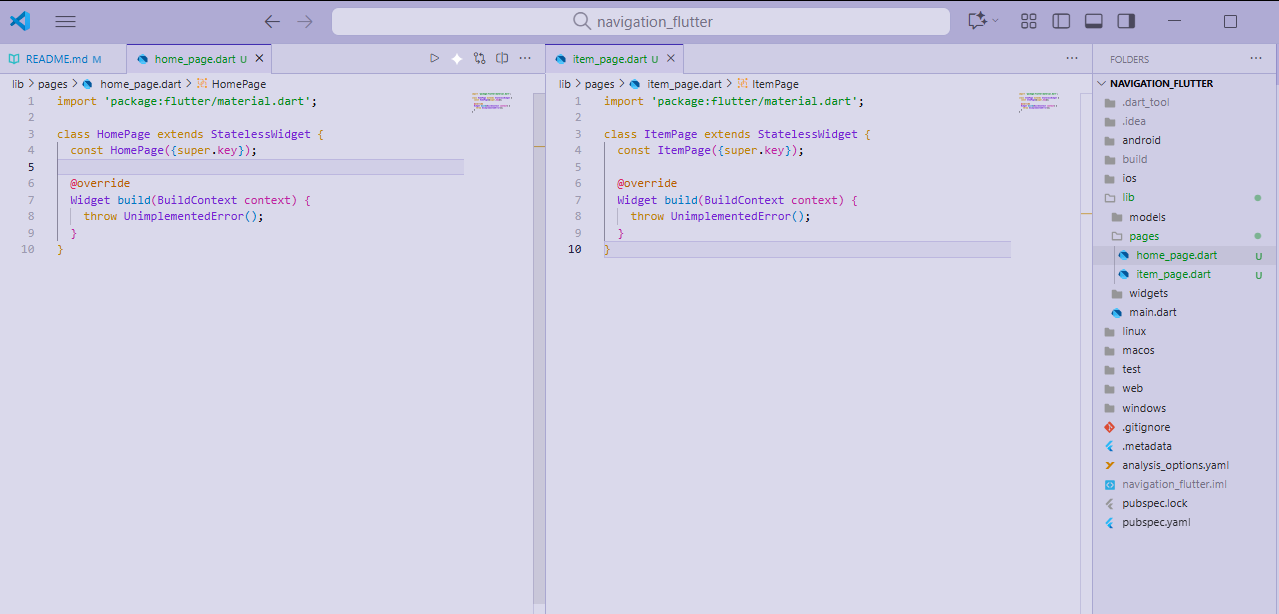 navigation_flutter
README.md M
home_page.dart U
item_page.dart U
lib > pages > home_page.dart > HomePage
1 import 'package:flutter/material.dart';
2
3 class HomePage extends StatelessWidget {
4 const HomePage({super.key});
5
6 @override
7 Widget build(BuildContext context) {
8 throw UnimplementedError();
9 }
10 }
lib > pages > item_page.dart > ItemPage
1 import 'package:flutter/material.dart';
2
3 class ItemPage extends StatelessWidget {
4 const ItemPage({super.key});
5
6 @override
7 Widget build(BuildContext context) {
8 throw UnimplementedError();
9 }
10 }
FOLDERS
NAVIGATION_FLUTTER
.dart_tool
.idea
android
build
ios
lib
models
pages
home_page.dart U
item_page.dart U
widgets
main.dart
linux
macos
test
web
windows
.gitignore
.metadata
analysis_options.yaml
navigation_flutter.iml
pubspec.lock
pubspec.yaml